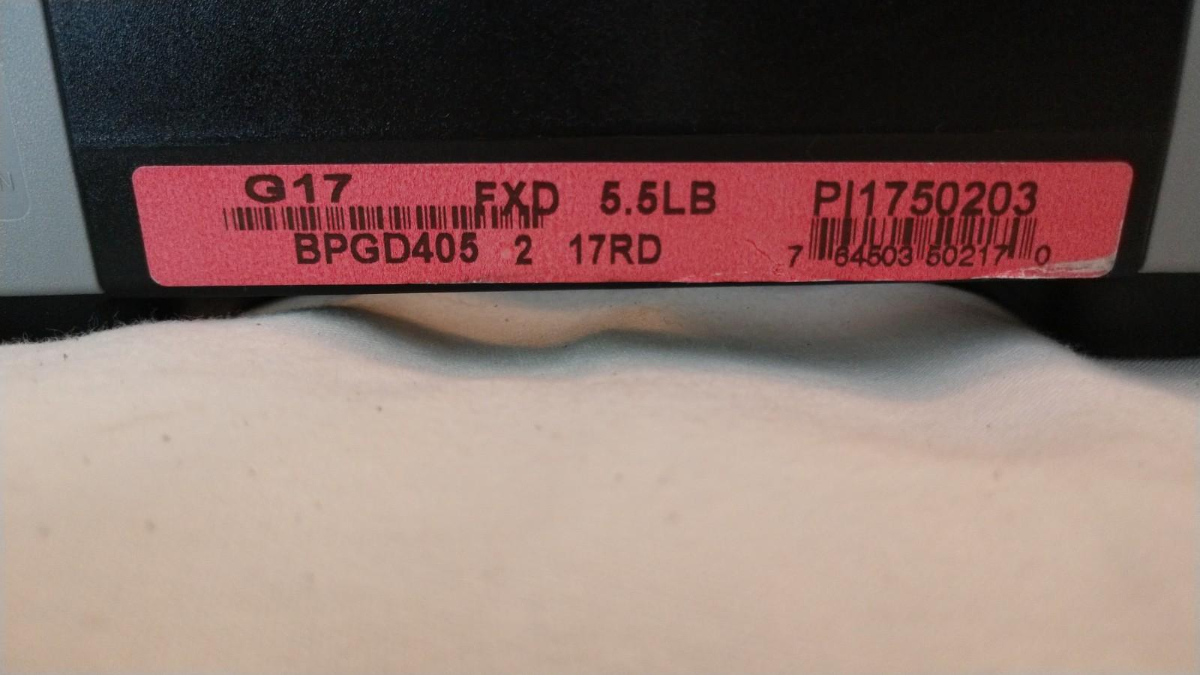 G17 FXD 5.5LB PI1750203
BPGD405 2 17RD 7 64503 50217 0